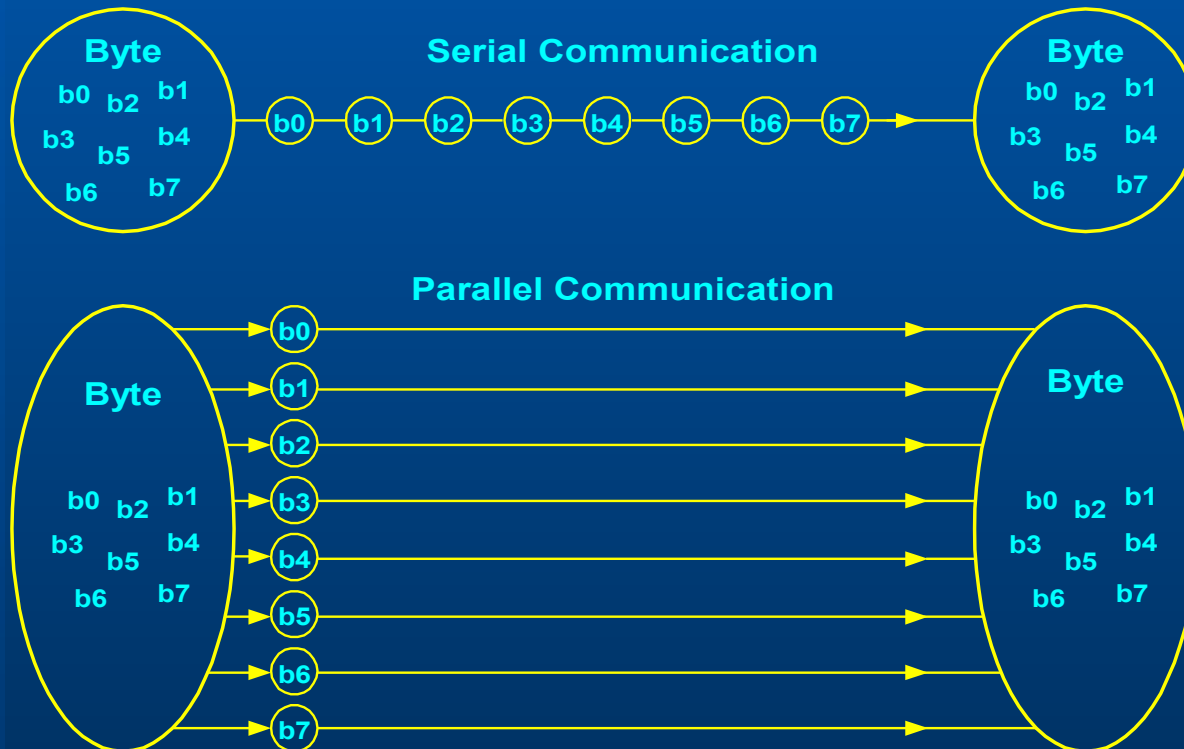 Serial Communication
Byte
b0 b2 b1
b3 b5 b4
b6 b7
b0 b1 b2 b3 b4 b5 b6 b7
Byte
b0 b2 b1
b3 b5 b4
b6 b7
Parallel Communication
Byte
b0 b2 b1
b3 b5 b4
b6 b7
b0
b1
b2
b3
b4
b5
b6
b7
Byte
b0 b2 b1
b3 b5 b4
b6 b7